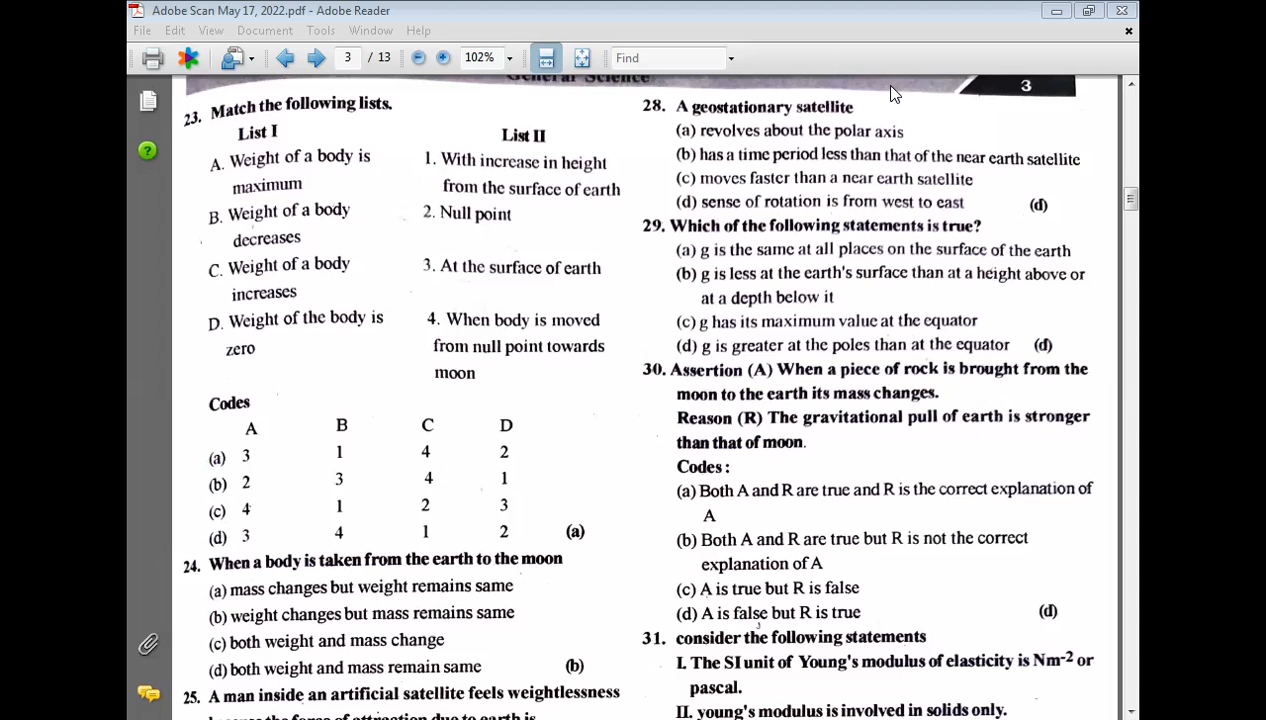 Adobe Scan May 17, 2022.pdf - Adobe Reader
File Edit View Document Tools Window Help
3 / 13 102% Find
General Science 3
23. Match the following lists.
List I List II
A. Weight of a body is maximum 1. With increase in height from the surface of earth
B. Weight of a body decreases 2. Null point
C. Weight of a body increases 3. At the surface of earth
D. Weight of the body is zero 4. When body is moved from null point towards moon
Codes
A B C D
(a) 3 1 4 2
(b) 2 3 4 1
(c) 4 1 2 3
(d) 3 4 1 2 (a)
24. When a body is taken from the earth to the moon
(a) mass changes but weight remains same
(b) weight changes but mass remains same
(c) both weight and mass change
(d) both weight and mass remain same (b)
25. A man inside an artificial satellite feels weightlessness
because the force of attraction due to earth is
28. A geostationary satellite
(a) revolves about the polar axis
(b) has a time period less than that of the near earth satellite
(c) moves faster than a near earth satellite
(d) sense of rotation is from west to east (d)
29. Which of the following statements is true?
(a) g is the same at all places on the surface of the earth
(b) g is less at the earth's surface than at a height above or
at a depth below it
(c) g has its maximum value at the equator
(d) g is greater at the poles than at the equator (d)
30. Assertion (A) When a piece of rock is brought from the
moon to the earth its mass changes.
Reason (R) The gravitational pull of earth is stronger
than that of moon.
Codes :
(a) Both A and R are true and R is the correct explanation of
A
(b) Both A and R are true but R is not the correct
explanation of A
(c) A is true but R is false
(d) A is false but R is true (d)
31. consider the following statements
I. The SI unit of Young's modulus of elasticity is Nm-2 or
pascal.
II. young's modulus is involved in solids only.